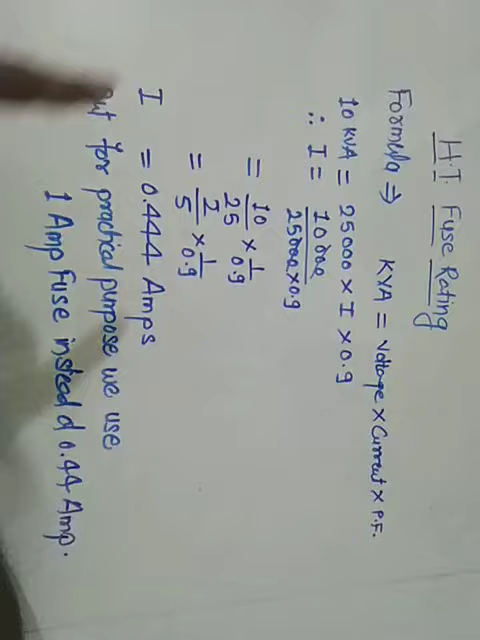 H.T. Fuse Rating
Formula ⇒ KVA = Voltage × Current × P.F.
10 KVA = 25000 × I × 0.9
∴ I = 10000 / 25000 × 0.9
= 10/25 × 1/0.9
= 2/5 × 1/0.9
I = 0.444 Amps
But for practical purpose we use
1 Amp Fuse instead of 0.44 Amp.